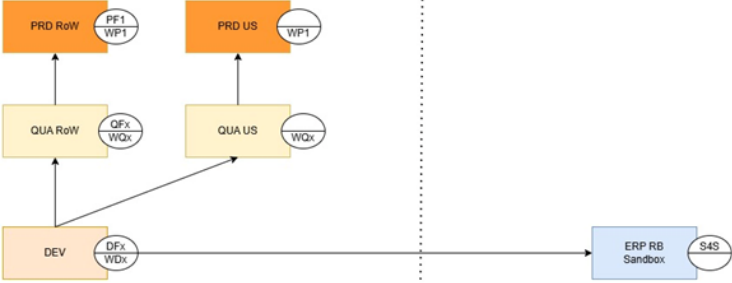 PRD RoW
PF1
WP1
PRD US
WP1
QUA RoW
QFx
WQx
QUA US
WQx
DEV
DFx
WDx
ERP RB
Sandbox
S4S